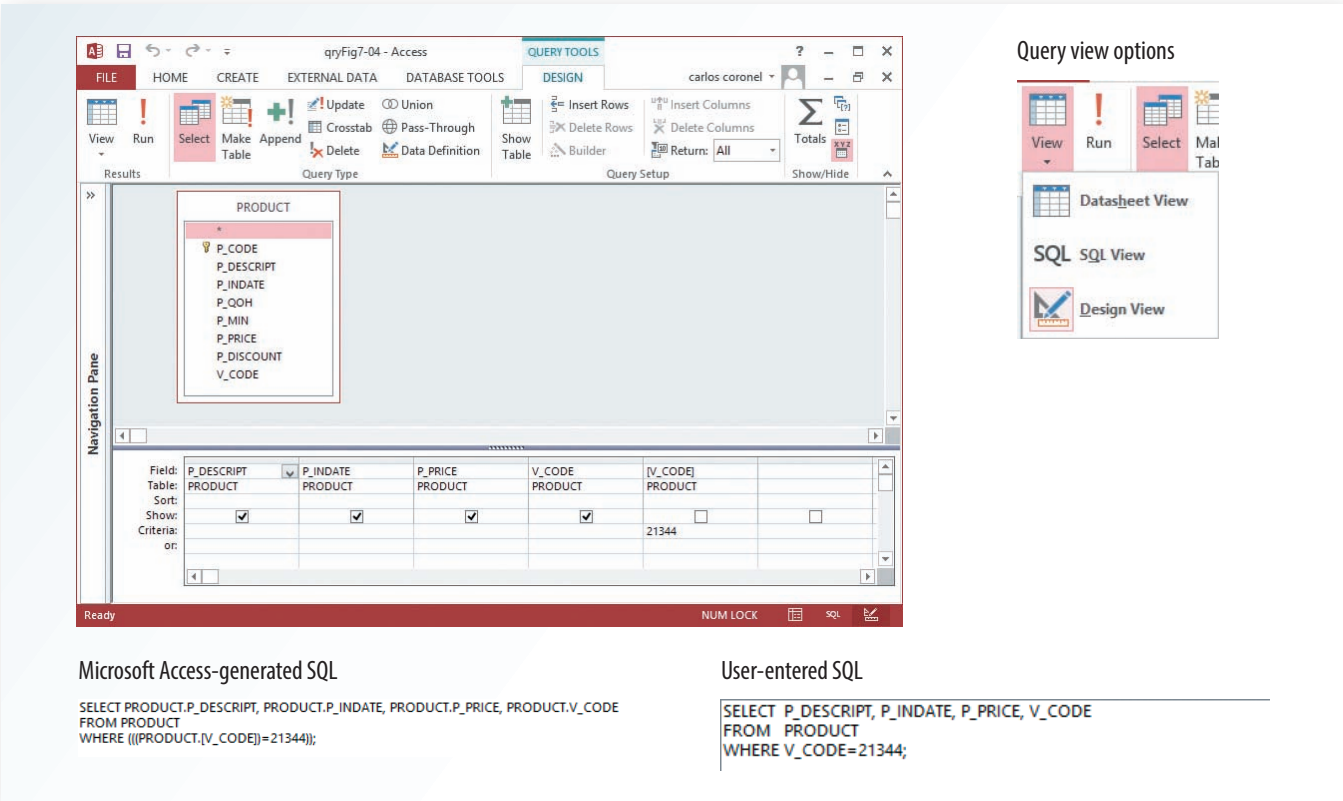 qryFig7-04 - Access
QUERY TOOLS
?
FILE HOME CREATE EXTERNAL DATA DATABASE TOOLS DESIGN carlos coronel
View
Run
Select
Make Table
Append
Update
Crosstab
Delete
Union
Pass-Through
Data Definition
Show Table
Insert Rows
Delete Rows
Builder
Insert Columns
Delete Columns
Return: All
Totals
Results
Query Type
Query Setup
Show/Hide
Navigation Pane
PRODUCT
*
P_CODE
P_DESCRIPT
P_INDATE
P_QOH
P_MIN
P_PRICE
P_DISCOUNT
V_CODE
Field: P_DESCRIPT P_INDATE P_PRICE V_CODE [V_CODE]
Table: PRODUCT PRODUCT PRODUCT PRODUCT PRODUCT
Sort:
Show:
Criteria: 21344
or:
Ready
NUM LOCK
SQL
Query view options
View
Run
Select
Mal
Tab
Datasheet View
SQL SQL View
Design View
Microsoft Access-generated SQL
SELECT PRODUCT.P_DESCRIPT, PRODUCT.P_INDATE, PRODUCT.P_PRICE, PRODUCT.V_CODE
FROM PRODUCT
WHERE (((PRODUCT.[V_CODE])=21344));
User-entered SQL
SELECT P_DESCRIPT, P_INDATE, P_PRICE, V_CODE
FROM PRODUCT
WHERE V_CODE=21344;